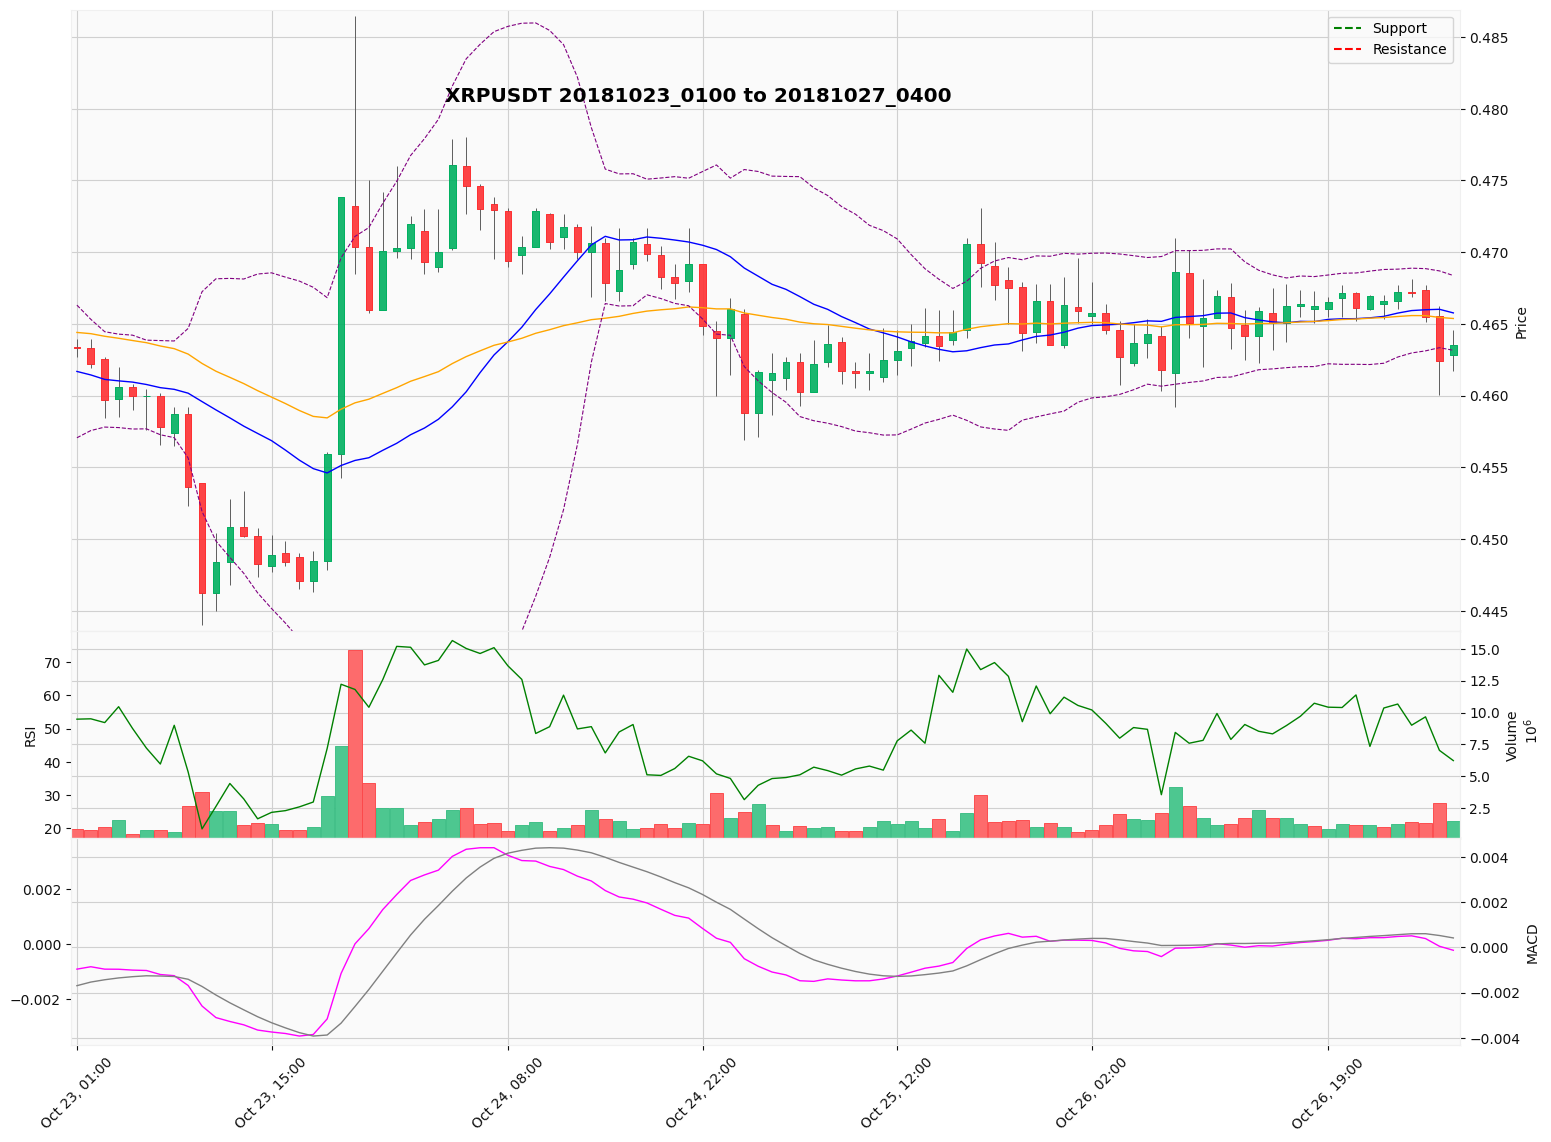 XRPUSDT 20181023_0100 to 20181027_0400
Support
Resistance
0.485
0.480
0.475
0.470
0.465
0.460
0.455
0.450
0.445
Price
70
60
50
40
30
20
RSI
15.0
12.5
10.0
7.5
5.0
2.5
Volume
10^6
0.002
0.000
−0.002
0.004
0.002
0.000
−0.002
−0.004
MACD
Oct 23, 01:00
Oct 23, 15:00
Oct 24, 08:00
Oct 24, 22:00
Oct 25, 12:00
Oct 26, 02:00
Oct 26, 19:00